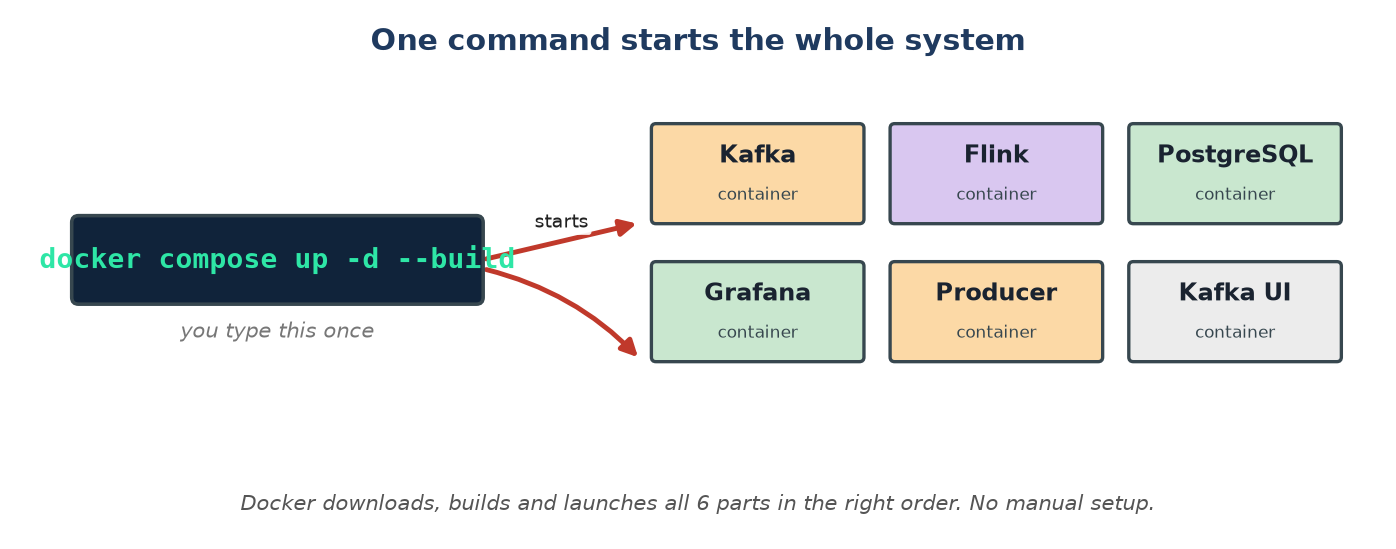 One command starts the whole system
docker compose up -d --build
you type this once
starts
Kafka
container
Flink
container
PostgreSQL
container
Grafana
container
Producer
container
Kafka UI
container
Docker downloads, builds and launches all 6 parts in the right order. No manual setup.